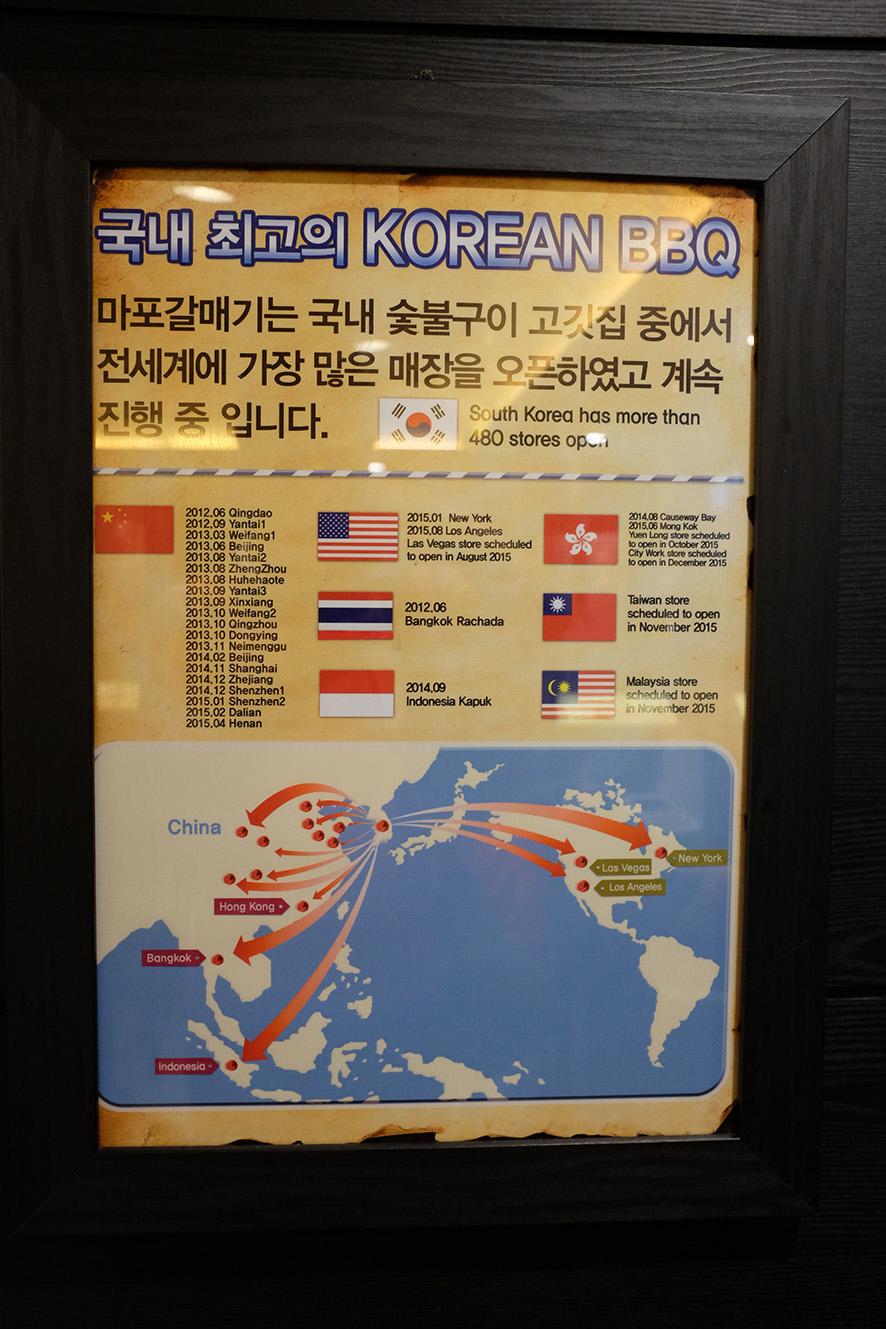 국내 최고의 KOREAN BBQ
마포갈매기는 국내 숯불구이 고깃집 중에서
전세계에 가장 많은 매장을 오픈하였고 계속
진행 중 입니다.
South Korea has more than
480 stores open
2012.06 Qingdao
2012.09 Yantai1
2013.03 Weifang1
2013.06 Beijing
2013.08 Yantai2
2013.08 ZhengZhou
2013.08 Huhehaote
2013.09 Yantai3
2013.09 Xinxiang
2013.10 Weifang2
2013.10 Qingzhou
2013.10 Dongying
2013.11 Neimenggu
2014.02 Beijing
2014.11 Shanghai
2014.12 Zhejiang
2014.12 Shenzhen1
2015.01 Shenzhen2
2015.02 Dalian
2015.04 Henan
2015.01 New York
2015.08 Los Angeles
Las Vegas store scheduled
to open in August 2015
2014.08 Causeway Bay
2015.06 Mong Kok
Yuen Long store scheduled
to open in October 2015
City Work store scheduled
to open in December 2015
2012.06
Bangkok Rachada
Taiwan store
scheduled to open
in November 2015
2014.09
Indonesia Kapuk
Malaysia store
scheduled to open
in November 2015
China
New York
Las Vegas
Los Angeles
Hong Kong
Bangkok
Indonesia